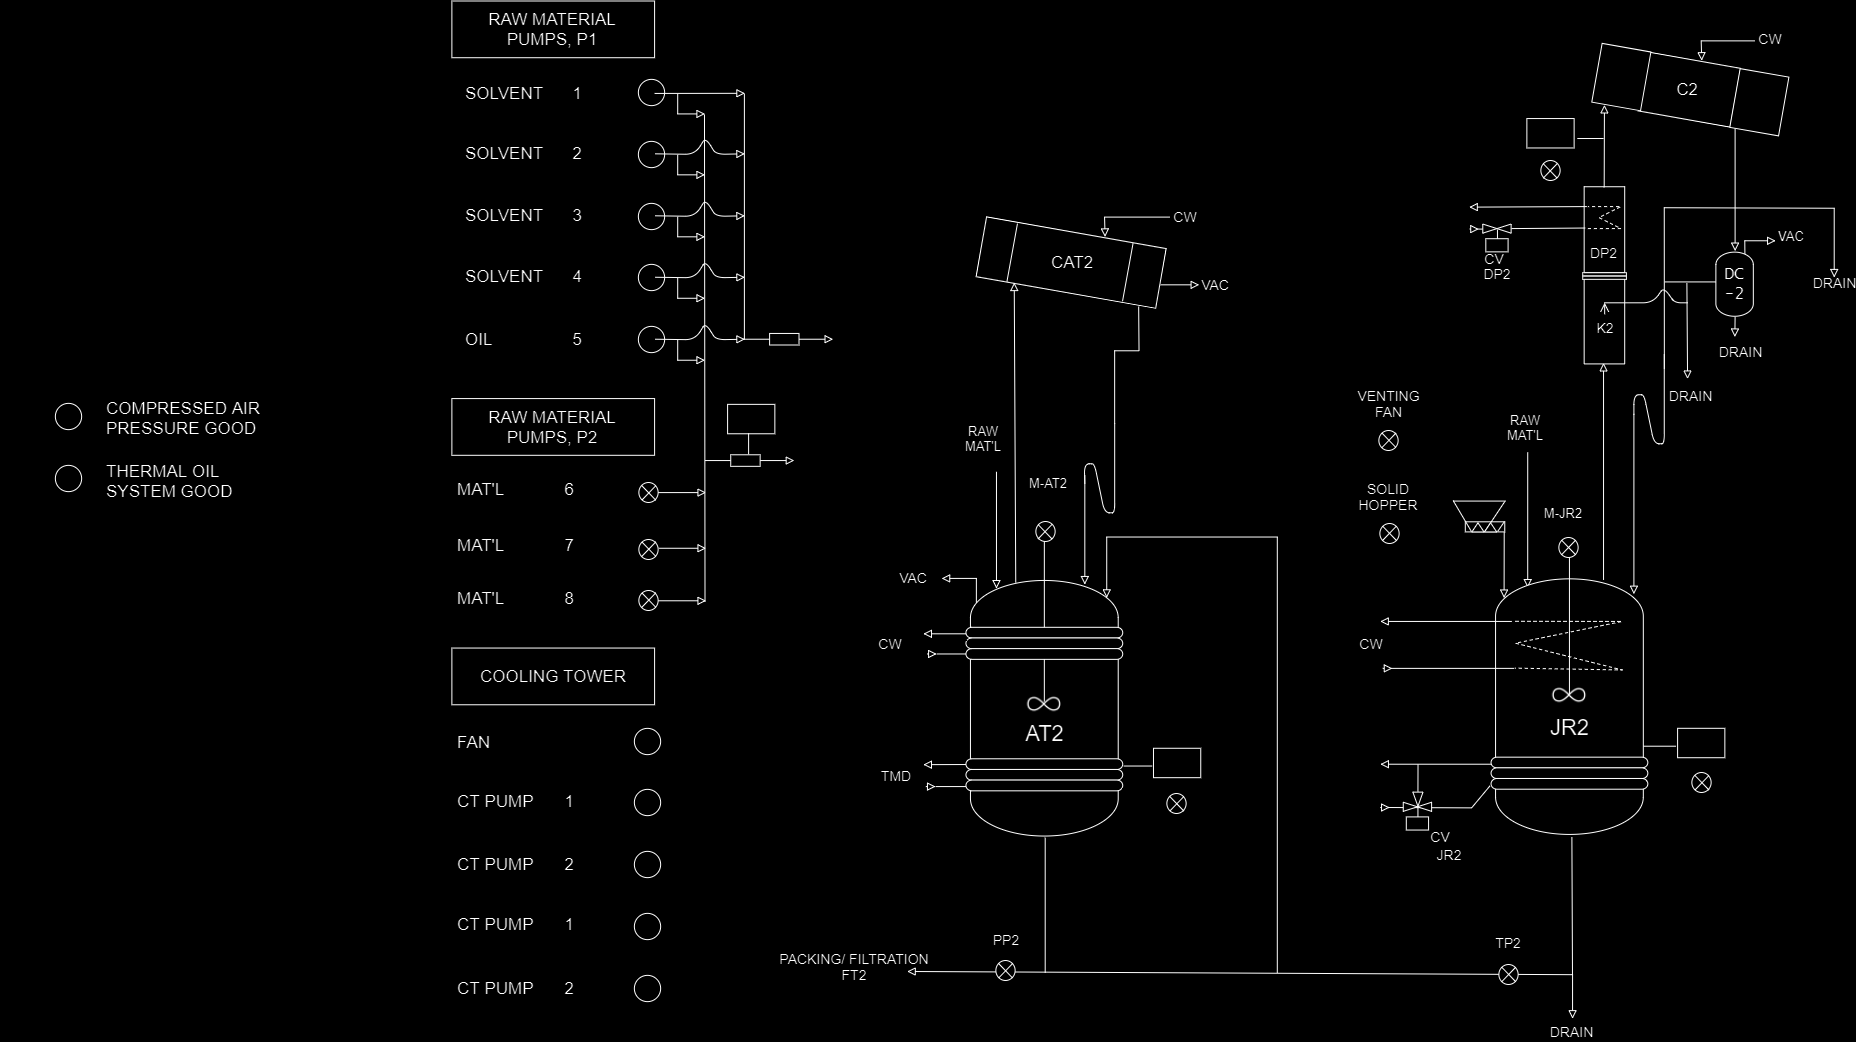 RAW MATERIAL
PUMPS, P1
SOLVENT 1
SOLVENT 2
SOLVENT 3
SOLVENT 4
OIL 5
COMPRESSED AIR
PRESSURE GOOD
THERMAL OIL
SYSTEM GOOD
RAW MATERIAL
PUMPS, P2
MAT'L 6
MAT'L 7
MAT'L 8
COOLING TOWER
FAN
CT PUMP 1
CT PUMP 2
CT PUMP 1
CT PUMP 2
CW
CAT2
VAC
RAW
MAT'L
M-AT2
VAC
CW
AT2
TMD
PP2
PACKING/ FILTRATION
FT2
CW
C2
VAC
DP2
CV
DP2
DC
-2
DRAIN
K2
DRAIN
DRAIN
VENTING
FAN
RAW
MAT'L
SOLID
HOPPER
M-JR2
CW
JR2
CV
JR2
TP2
DRAIN